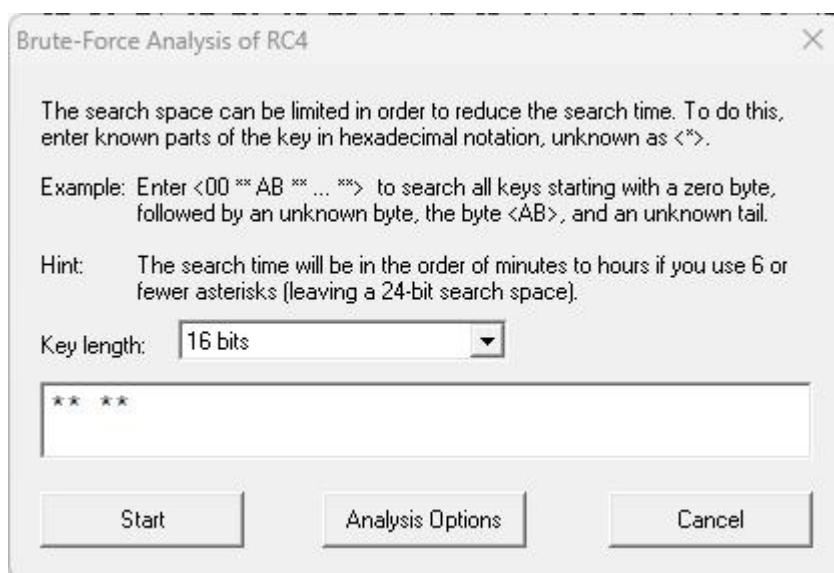 Brute-Force Analysis of RC4
The search space can be limited in order to reduce the search time. To do this,
enter known parts of the key in hexadecimal notation, unknown as <*>.
Example: Enter <00 ** AB ** ... **> to search all keys starting with a zero byte,
followed by an unknown byte, the byte <AB>, and an unknown tail.
Hint: The search time will be in the order of minutes to hours if you use 6 or
fewer asterisks (leaving a 24-bit search space).
Key length: 16 bits
** **
Start Analysis Options Cancel